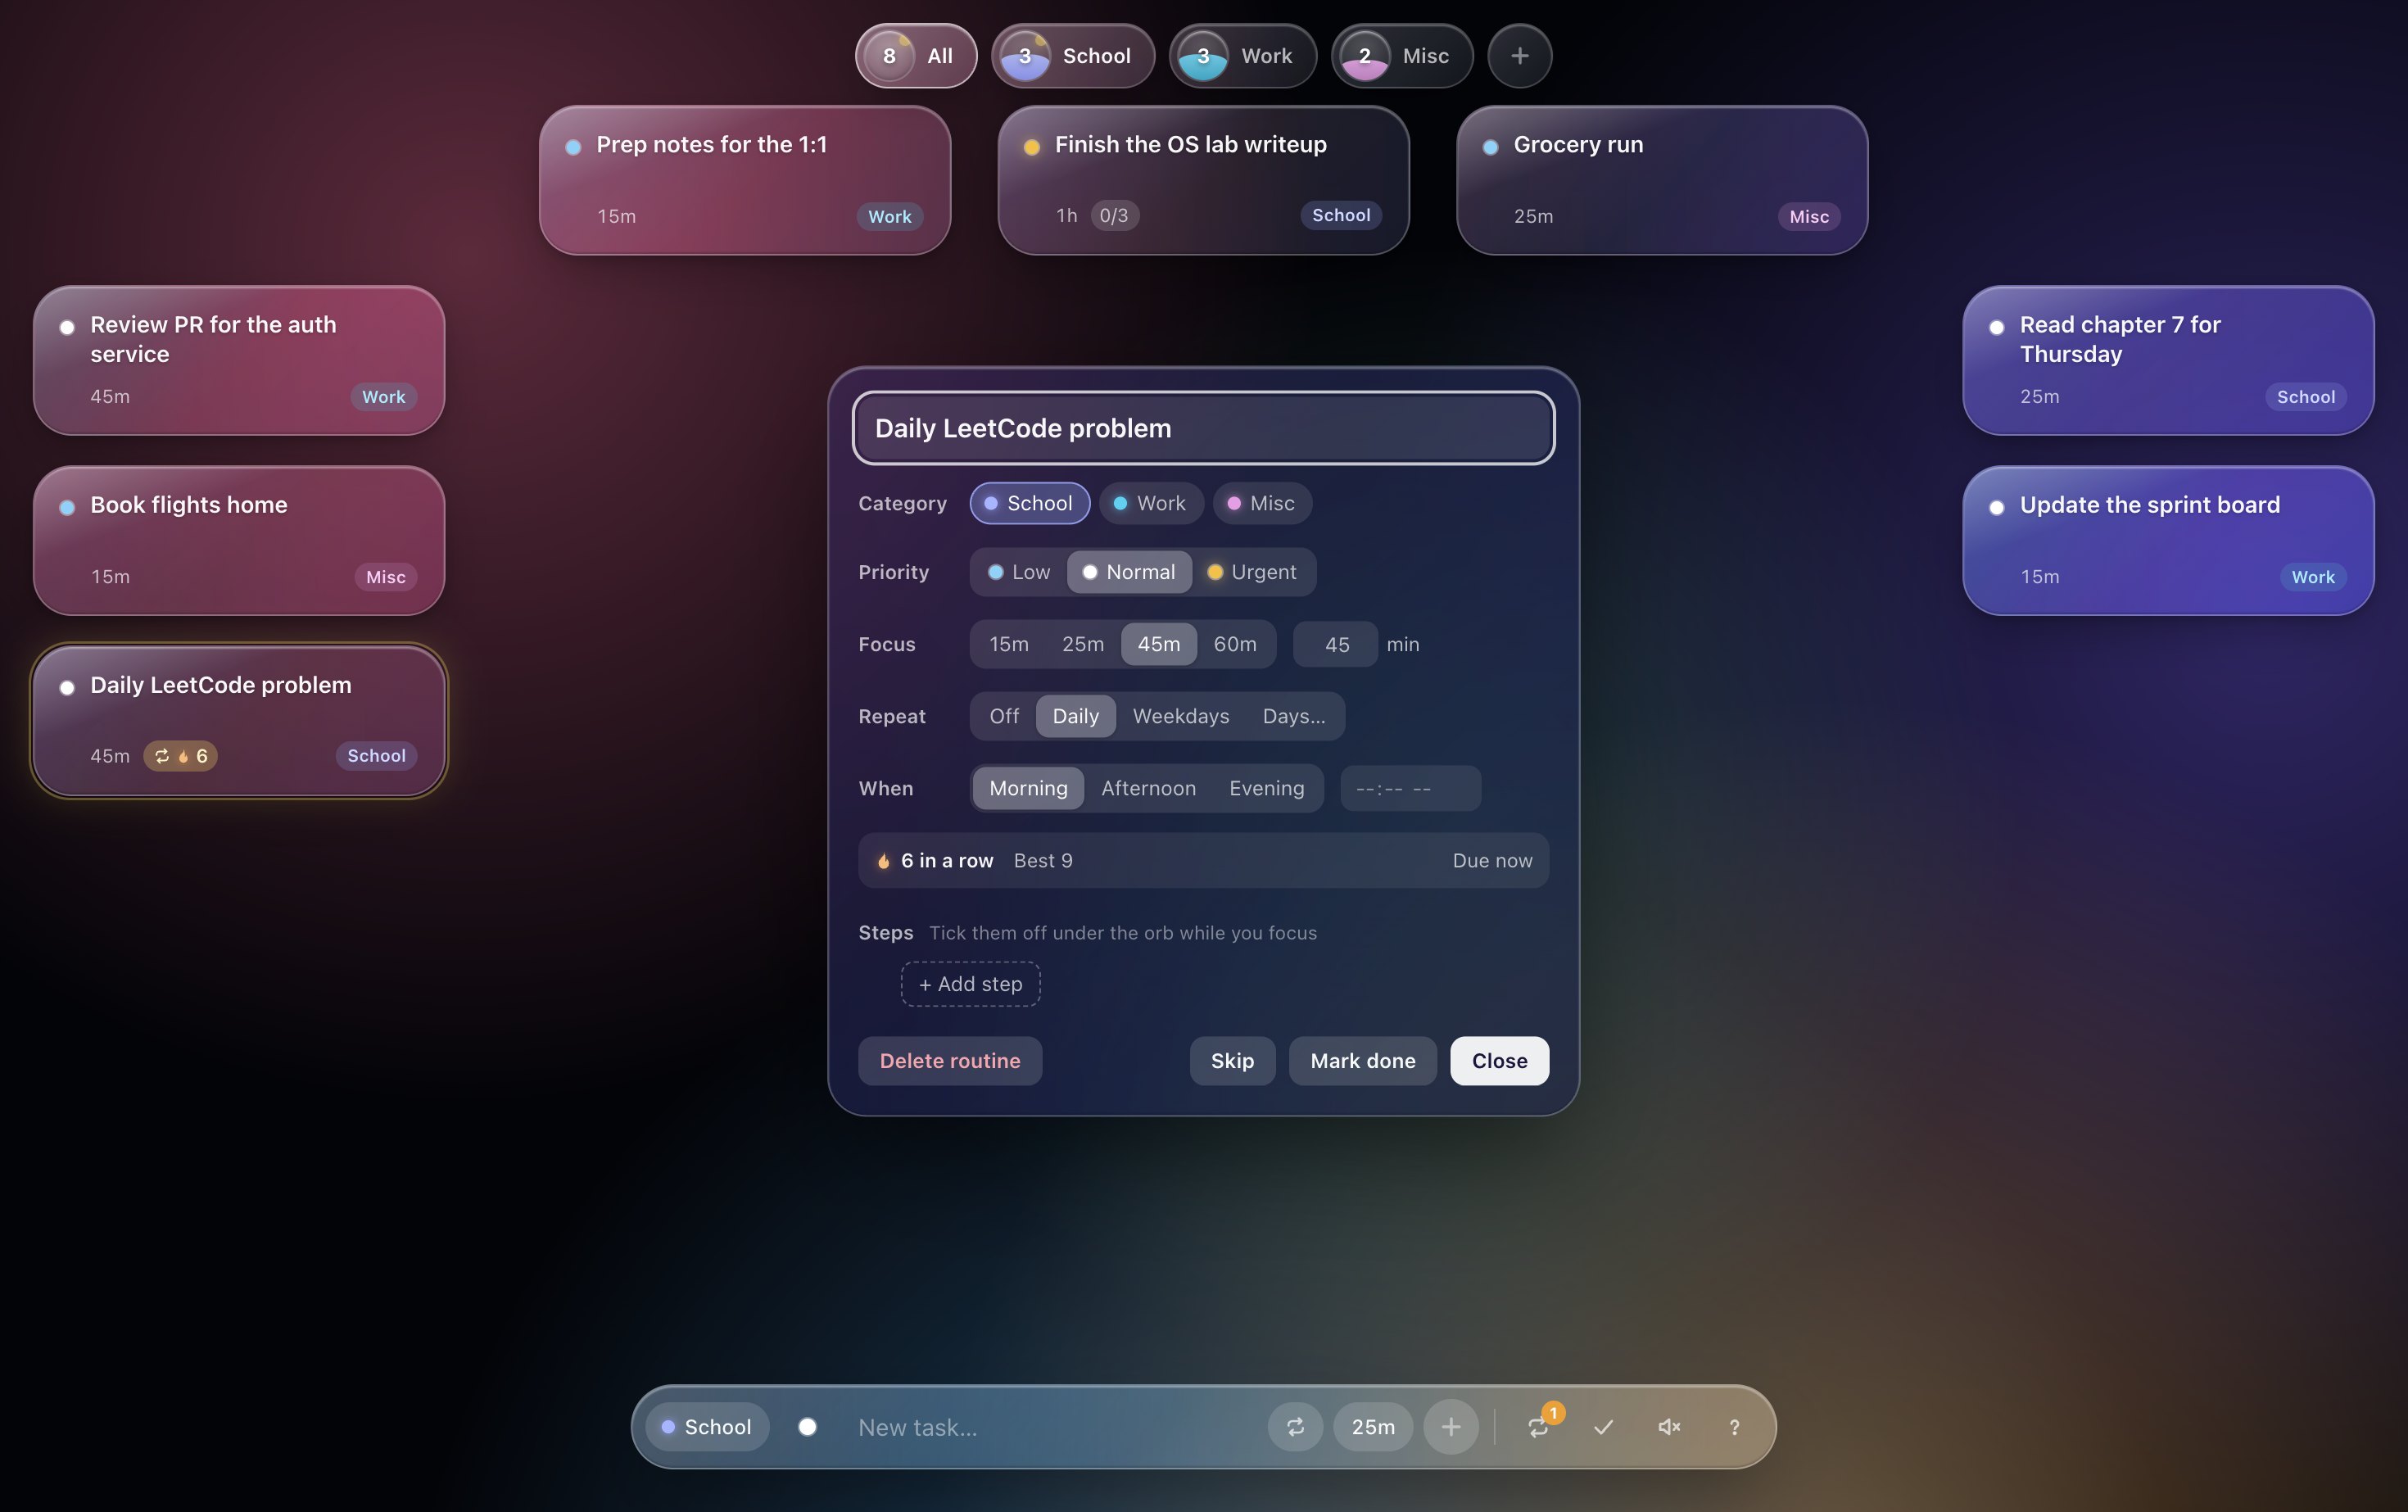 8 All 3 School 3 Work 2 Misc +
Prep notes for the 1:1
15m Work
Finish the OS lab writeup
1h 0/3 School
Grocery run
25m Misc
Review PR for the auth
service
45m Work
Book flights home
15m Misc
Daily LeetCode problem
45m 6 School
Read chapter 7 for
Thursday
25m School
Update the sprint board
15m Work
Daily LeetCode problem
Category School Work Misc
Priority Low Normal Urgent
Focus 15m 25m 45m 60m 45 min
Repeat Off Daily Weekdays Days...
When Morning Afternoon Evening --:-- --
6 in a row Best 9 Due now
Steps Tick them off under the orb while you focus
+ Add step
Delete routine Skip Mark done Close
School New task... 25m + 1 ?